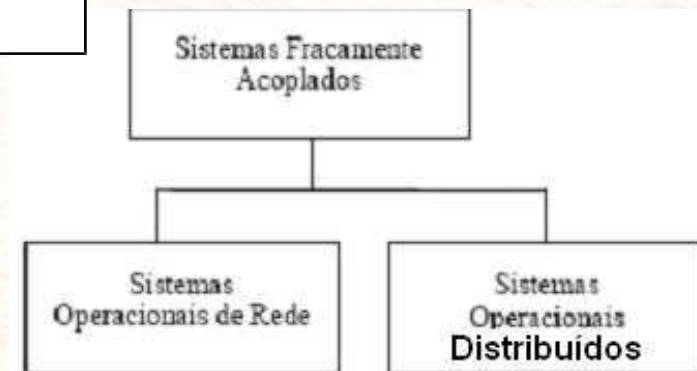 Sistemas Fracamente
Acoplados
Sistemas
Operacionais de Rede
Sistemas
Operacionais
Distribuídos